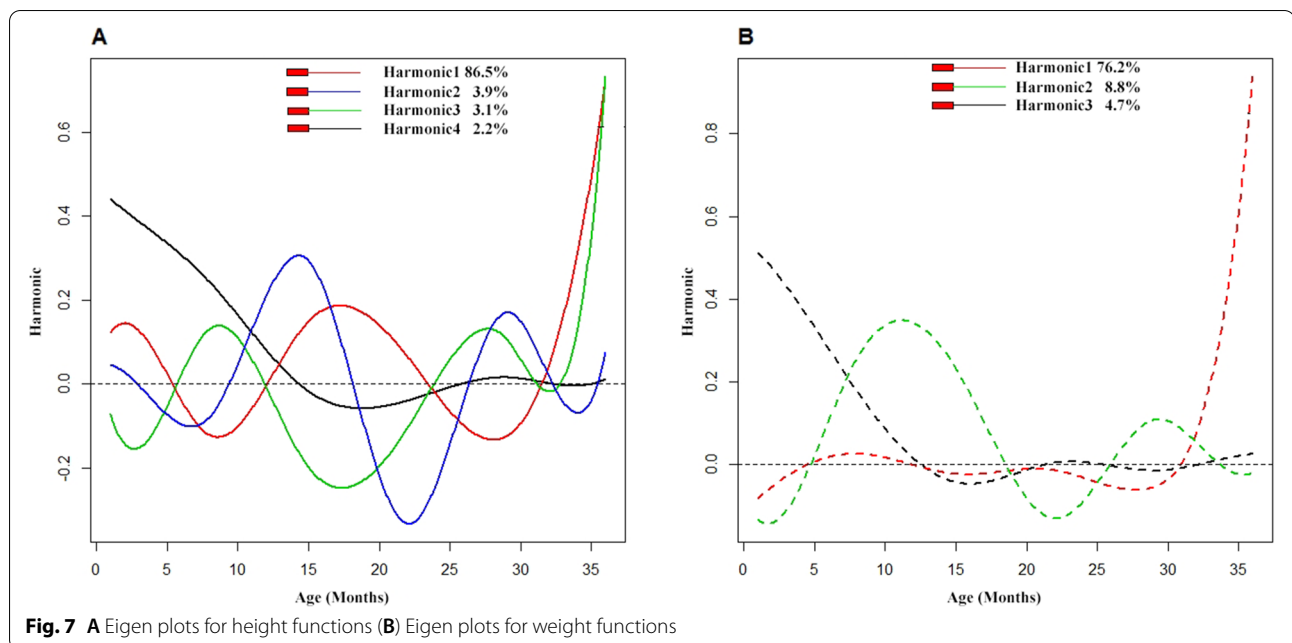 A
Harmonic1 86.5%
Harmonic2 3.9%
Harmonic3 3.1%
Harmonic4 2.2%
Harmonic
0.6
0.4
0.2
0.0
-0.2
0 5 10 15 20 25 30 35
Age (Months)
B
Harmonic1 76.2%
Harmonic2 8.8%
Harmonic3 4.7%
Harmonic
0.8
0.6
0.4
0.2
0.0
0 5 10 15 20 25 30 35
Age (Months)
Fig. 7 A Eigen plots for height functions (B) Eigen plots for weight functions